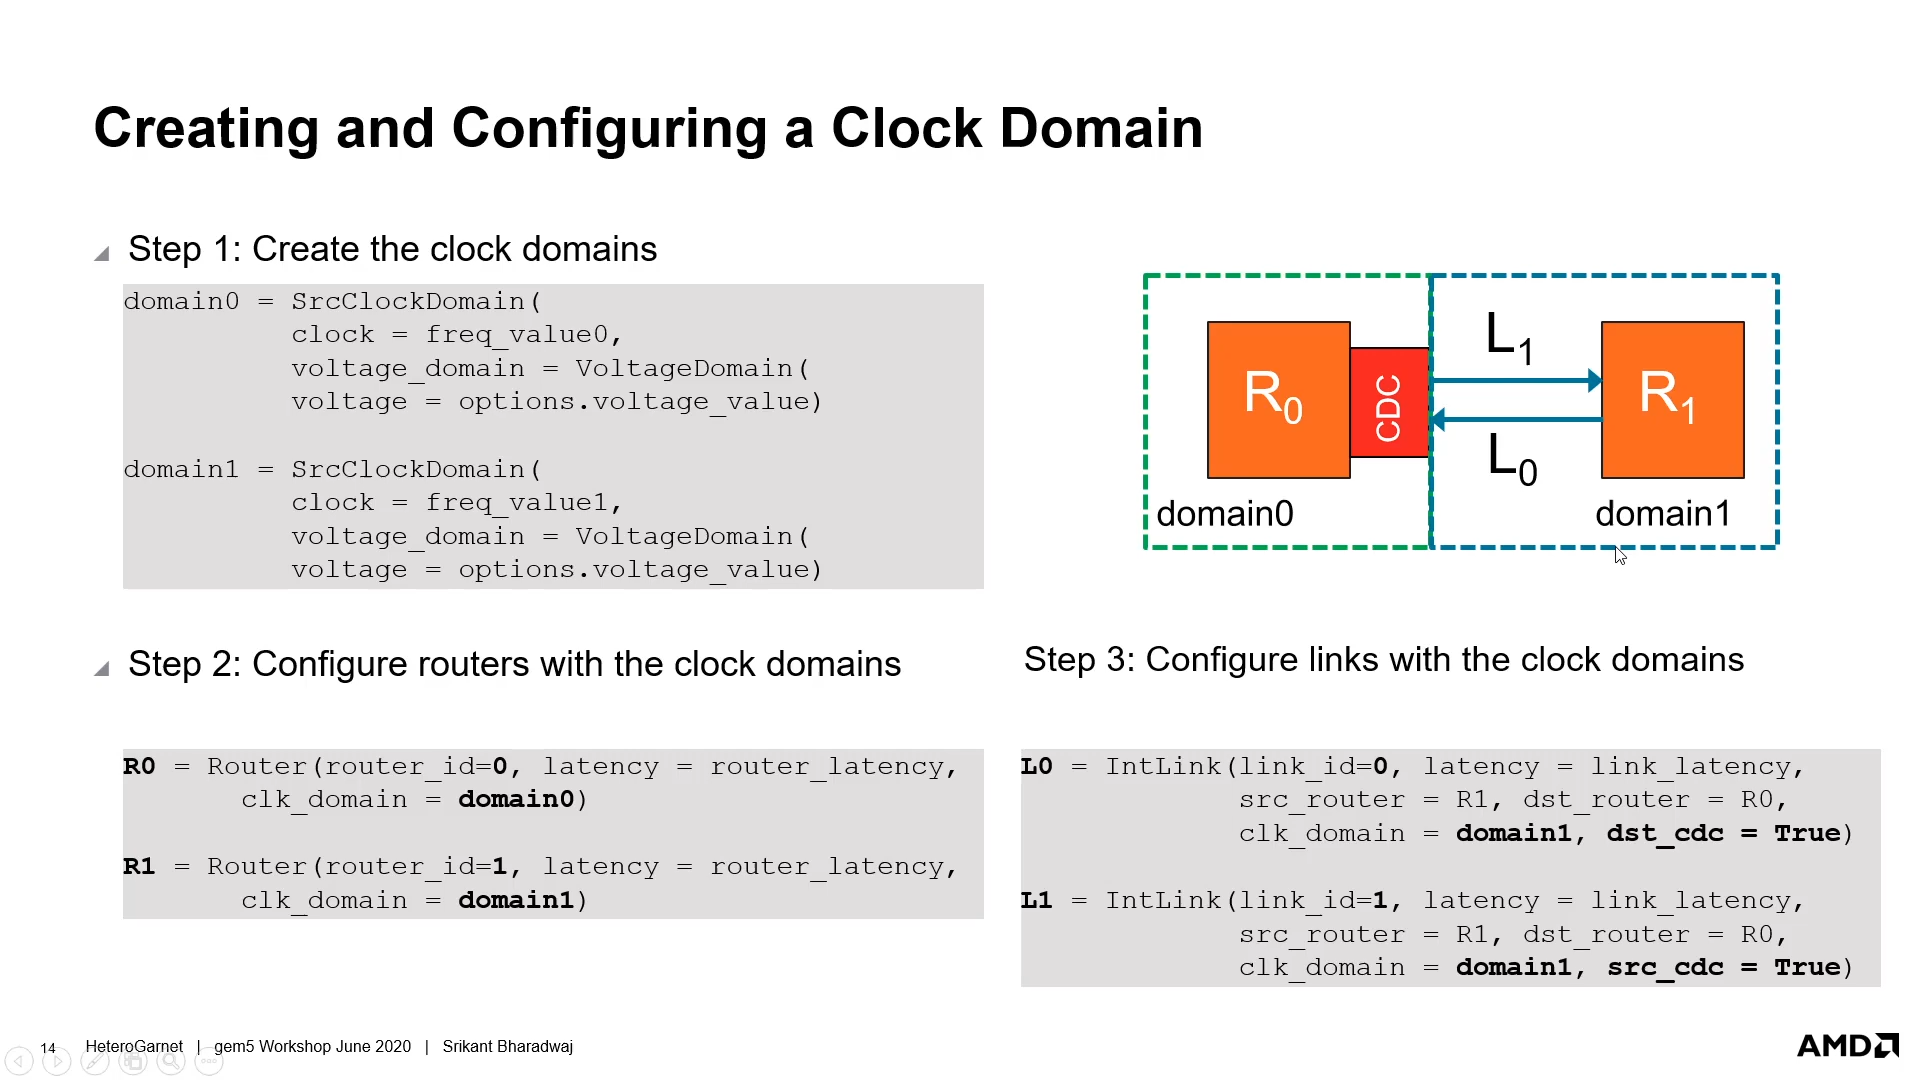 Creating and Configuring a Clock Domain
Step 1: Create the clock domains
domain0 = SrcClockDomain(
clock = freq_value0,
voltage_domain = VoltageDomain(
voltage = options.voltage_value)
domain1 = SrcClockDomain(
clock = freq_value1,
voltage_domain = VoltageDomain(
voltage = options.voltage_value)
R0
CDC
L1
L0
R1
domain0
domain1
Step 2: Configure routers with the clock domains
R0 = Router(router_id=0, latency = router_latency,
clk_domain = domain0)
R1 = Router(router_id=1, latency = router_latency,
clk_domain = domain1)
Step 3: Configure links with the clock domains
L0 = IntLink(link_id=0, latency = link_latency,
src_router = R1, dst_router = R0,
clk_domain = domain1, dst_cdc = True)
L1 = IntLink(link_id=1, latency = link_latency,
src_router = R1, dst_router = R0,
clk_domain = domain1, src_cdc = True)
14 HeteroGarnet | gem5 Workshop June 2020 | Srikant Bharadwaj
AMD